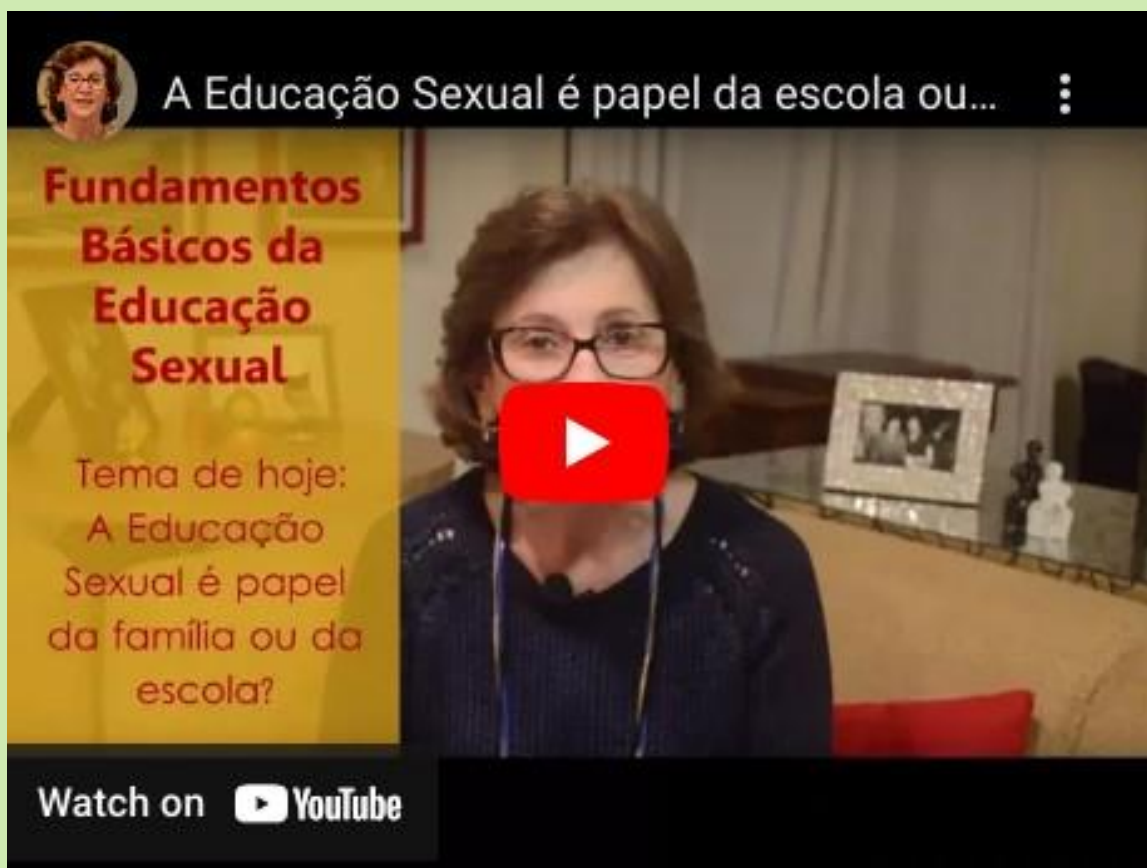 A Educação Sexual é papel da escola ou...
Fundamentos
Básicos da
Educação
Sexual
Tema de hoje:
A Educação
Sexual é papel
da família ou da
escola?
Watch on YouTube